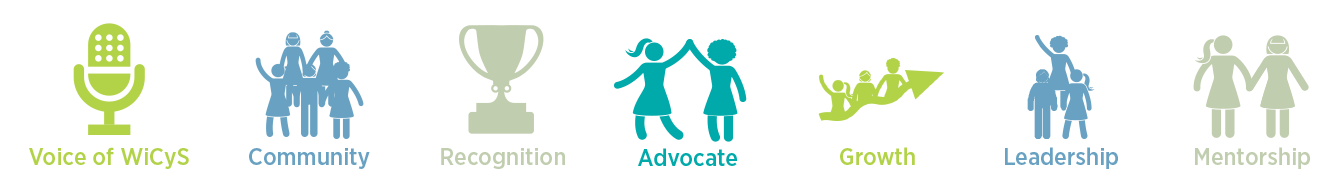 Voice of WiCyS
Community
Recognition
Advocate
Growth
Leadership
Mentorship